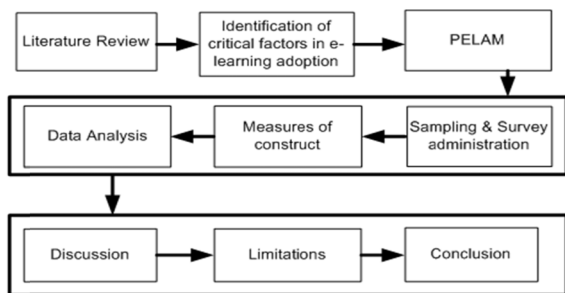 Literature Review
Identification of
critical factors in e-
learning adoption
PELAM
Sampling & Survey
administration
Measures of
construct
Data Analysis
Discussion
Limitations
Conclusion